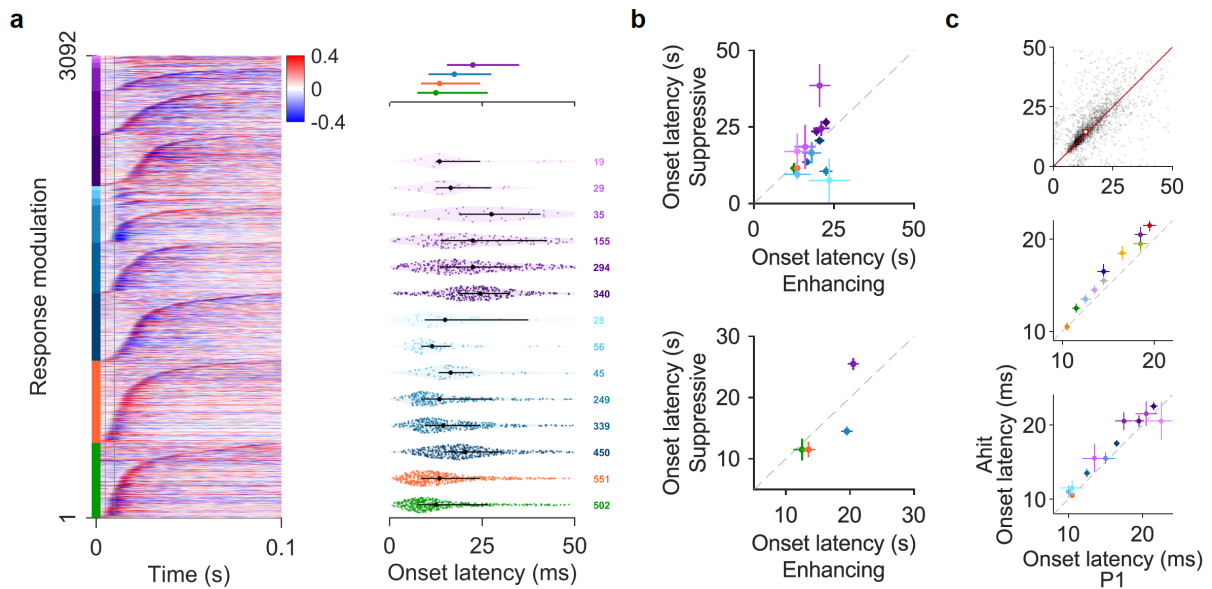 a
3092
Response modulation
1
0
0.1
Time (s)
0.4
0
-0.4
19
29
35
155
294
340
28
56
45
249
339
450
551
502
0
25
50
Onset latency (ms)
b
50
25
0
Onset latency (s)
Suppressive
0
25
50
Onset latency (s)
Enhancing
30
20
10
Onset latency (s)
Suppressive
10
20
30
Onset latency (s)
Enhancing
c
50
25
0
0
25
50
20
10
10
20
20
10
Ahit
Onset latency (ms)
10
20
Onset latency (ms)
P1